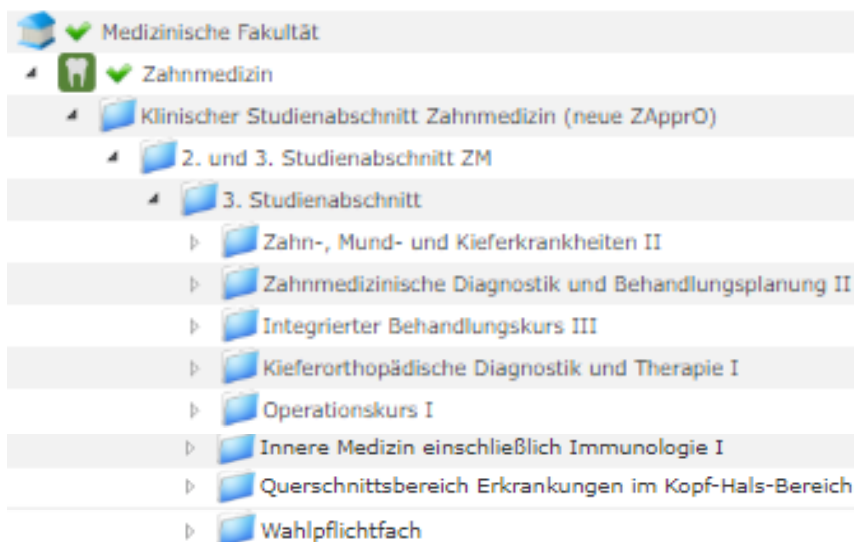 Medizinische Fakultät
Zahnmedizin
Klinischer Studienabschnitt Zahnmedizin (neue ZApprO)
2. und 3. Studienabschnitt ZM
3. Studienabschnitt
Zahn-, Mund- und Kieferkrankheiten II
Zahnmedizinische Diagnostik und Behandlungsplanung II
Integrierter Behandlungskurs III
Kieferorthopädische Diagnostik und Therapie I
Operationskurs I
Innere Medizin einschließlich Immunologie I
Querschnittsbereich Erkrankungen im Kopf-Hals-Bereich
Wahlpflichtfach